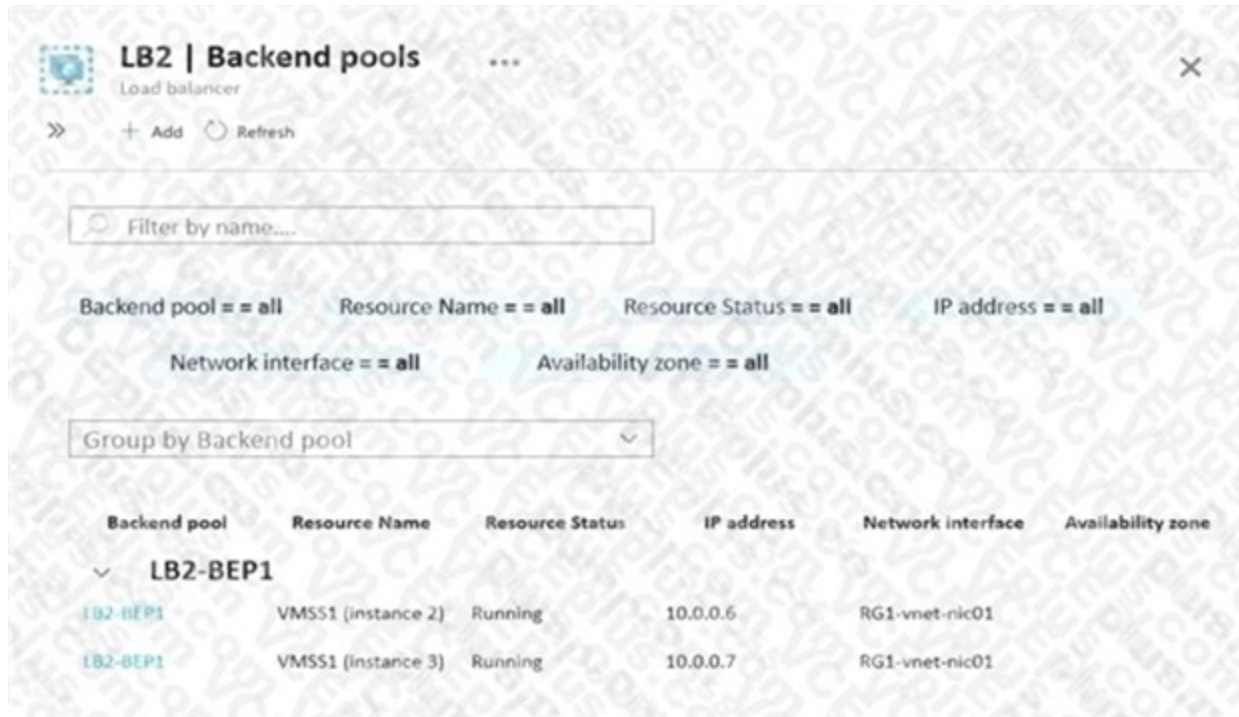 LB2 | Backend pools ...
Load balancer
» + Add Refresh
Filter by name....
Backend pool = = all Resource Name = = all Resource Status = = all IP address = = all
Network interface = = all Availability zone = = all
Group by Backend pool
Backend pool Resource Name Resource Status IP address Network interface Availability zone
LB2-BEP1
LB2-BEP1 VMSS1 (instance 2) Running 10.0.0.6 RG1-vnet-nic01
LB2-BEP1 VMSS1 (instance 3) Running 10.0.0.7 RG1-vnet-nic01